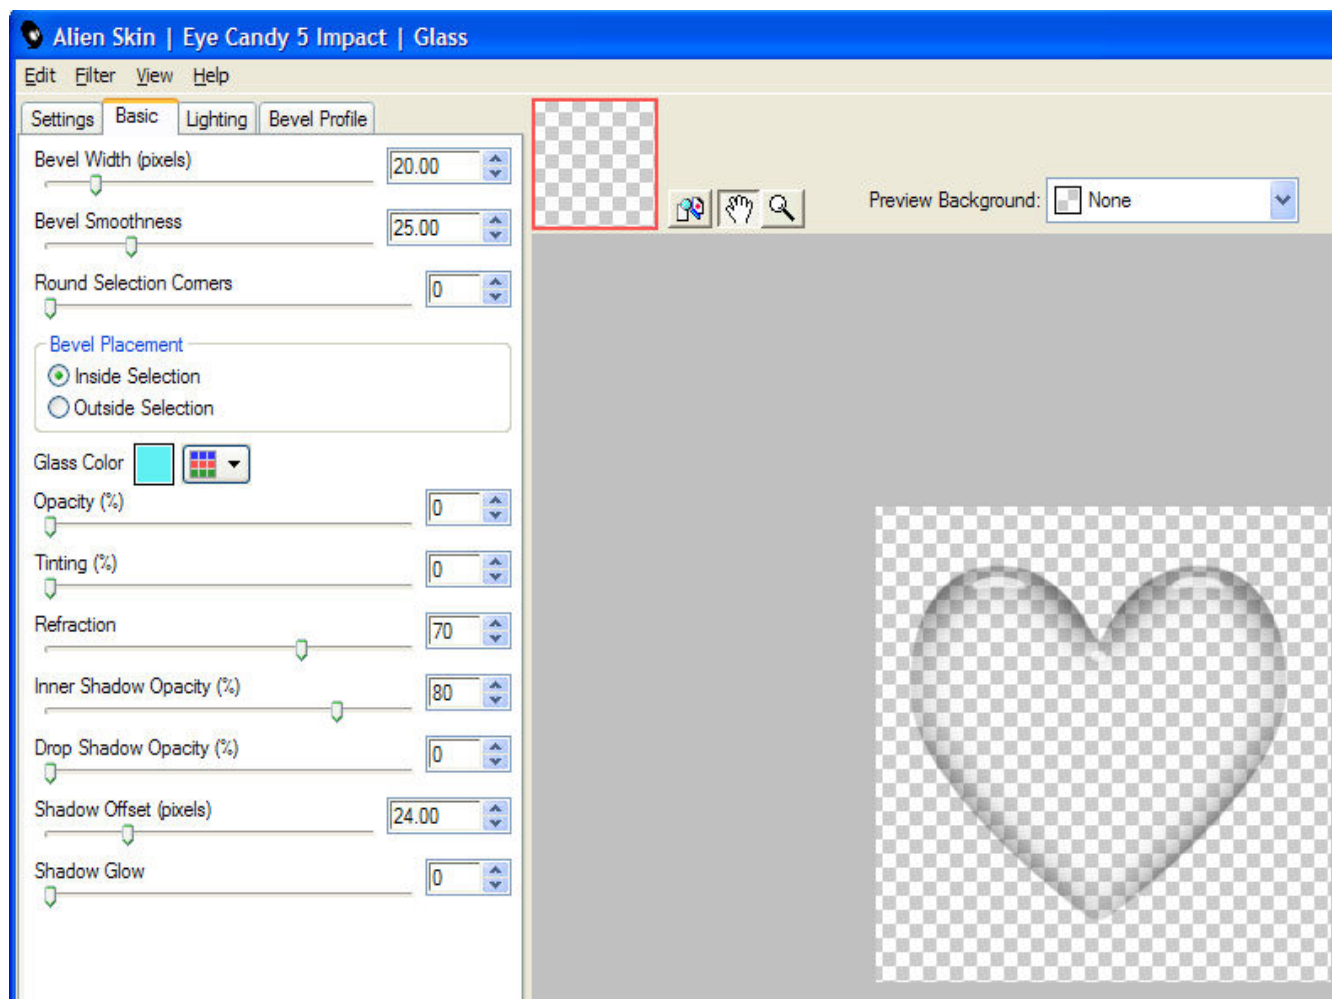 Alien Skin | Eye Candy 5 Impact | Glass
Edit Filter View Help
Settings Basic Lighting Bevel Profile
Bevel Width (pixels) 20.00
Preview Background: None
Bevel Smoothness 25.00
Round Selection Corners 0
Bevel Placement
Inside Selection
Outside Selection
Glass Color
Opacity (%) 0
Tinting (%) 0
Refraction 70
Inner Shadow Opacity (%) 80
Drop Shadow Opacity (%) 0
Shadow Offset (pixels) 24.00
Shadow Glow 0